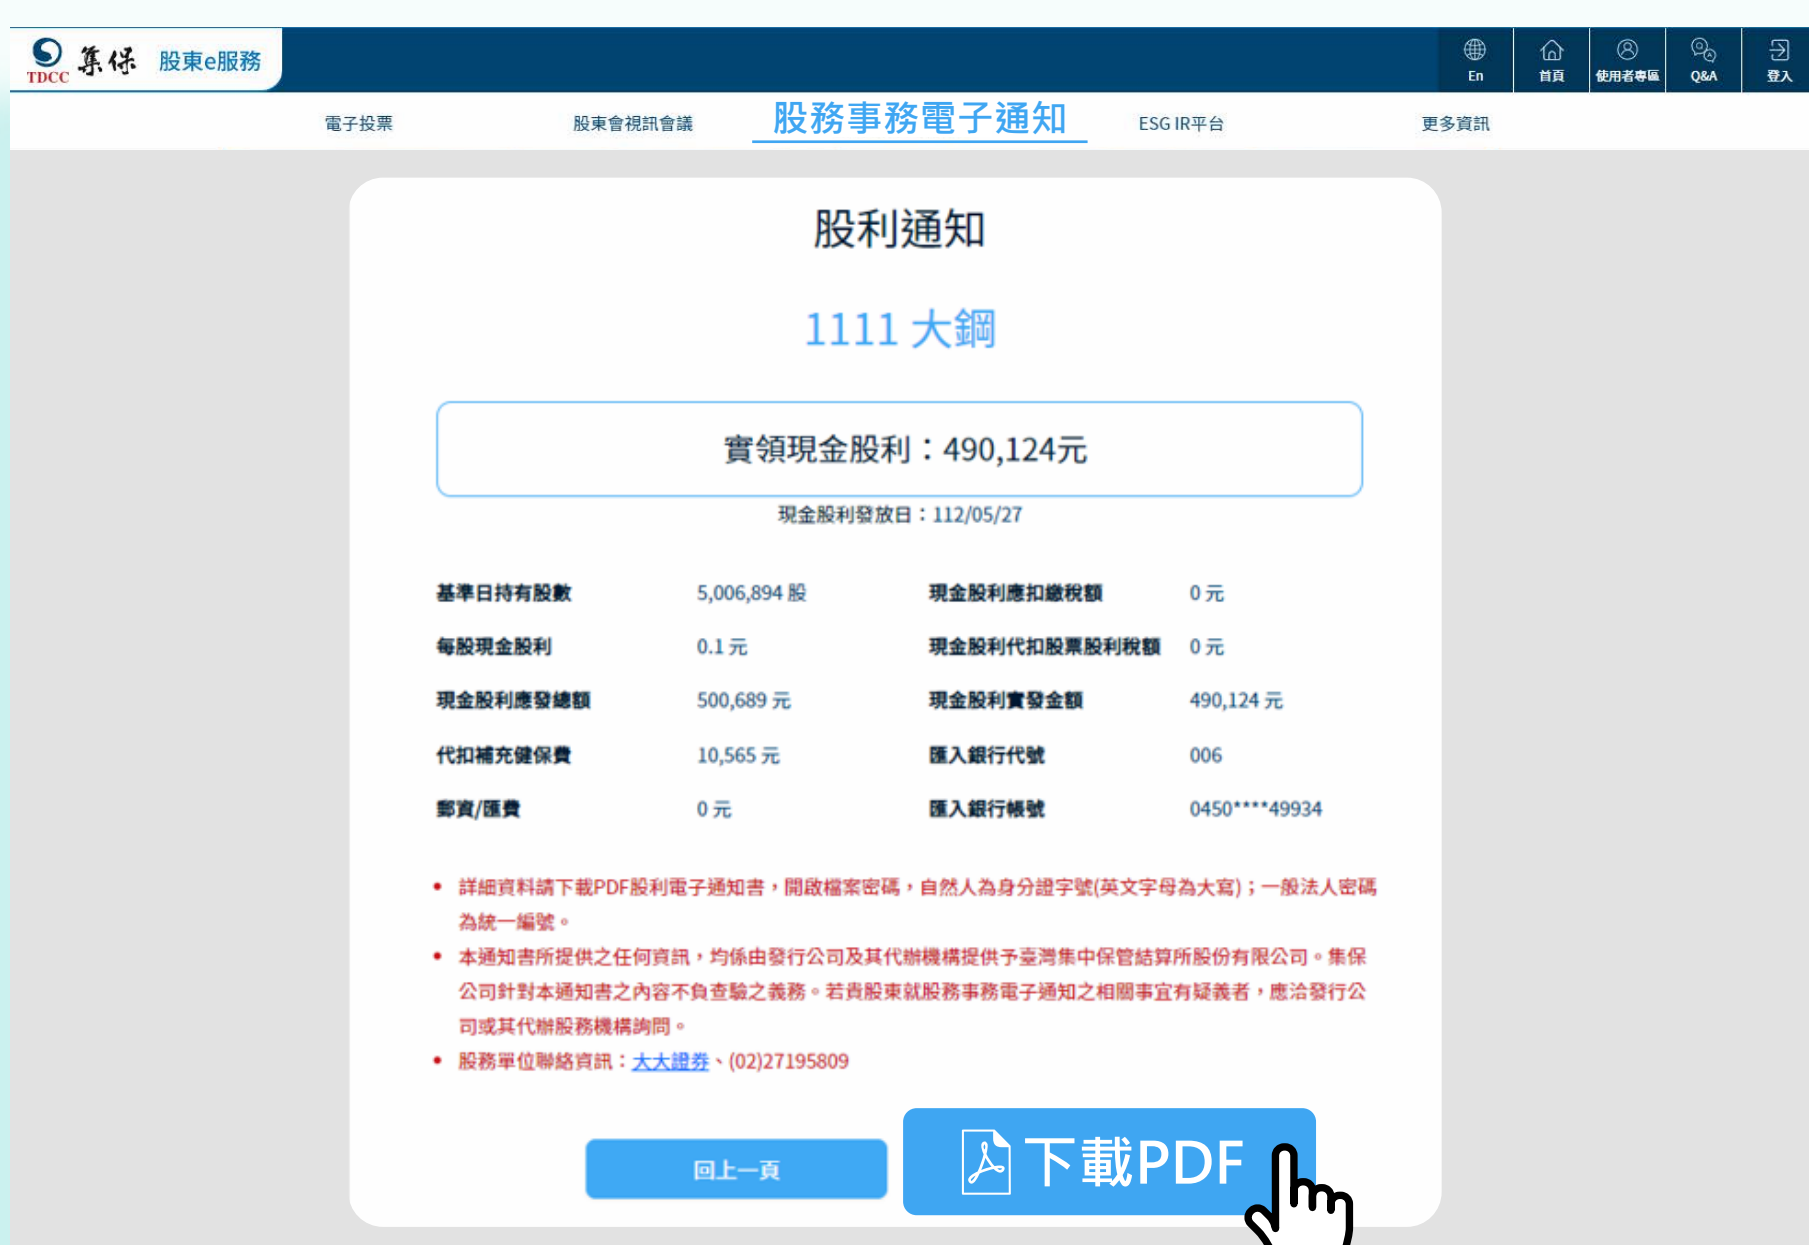 TDCC 集保 股東e服務
En 首頁 使用者專區 Q&A 登入
電子投票 股東會視訊會議 股務事務電子通知 ESG IR平台 更多資訊
股利通知
1111 大鋼
實領現金股利：490,124元
現金股利發放日：112/05/27
基準日持有股數 5,006,894 股 現金股利應扣繳稅額 0 元
每股現金股利 0.1 元 現金股利代扣股票股利稅額 0 元
現金股利應發總額 500,689 元 現金股利實發金額 490,124 元
代扣補充健保費 10,565 元 匯入銀行代號 006
郵資/匯費 0 元 匯入銀行帳號 0450****49934
• 詳細資料請下載PDF股利電子通知書，開啟檔案密碼，自然人為身分證字號(英文字母為大寫)；一般法人密碼
為統一編號。
• 本通知書所提供之任何資訊，均係由發行公司及其代辦機構提供予臺灣集中保管結算所股份有限公司。集保
公司針對本通知書之內容不負查驗之義務。若貴股東就股務事務電子通知之相關事宜有疑義者，應洽發行公
司或其代辦股務機構詢問。
• 股務單位聯絡資訊：大大證券、(02)27195809
回上一頁 下載PDF